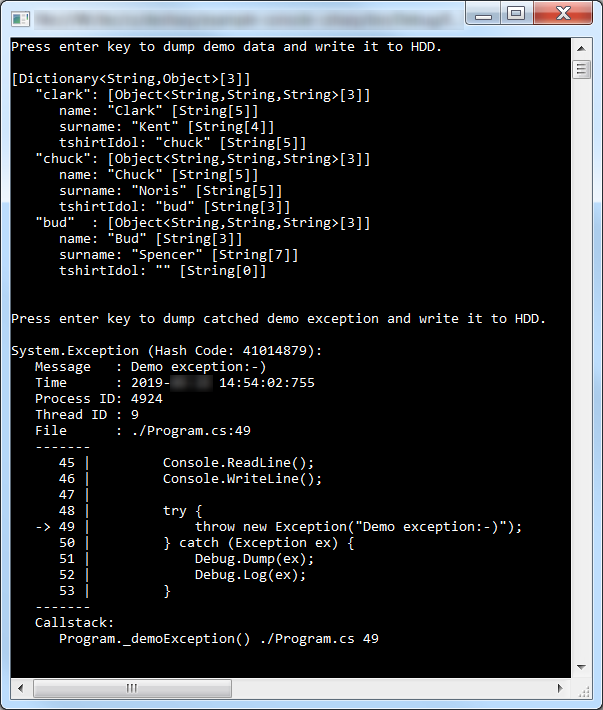 Press enter key to dump demo data and write it to HDD.
[Dictionary<String,Object>[3]]
"clark": [Object<String,String,String>[3]]
name: "Clark" [String[5]]
surname: "Kent" [String[4]]
tshirtIdol: "chuck" [String[5]]
"chuck": [Object<String,String,String>[3]]
name: "Chuck" [String[5]]
surname: "Noris" [String[5]]
tshirtIdol: "bud" [String[3]]
"bud"  : [Object<String,String,String>[3]]
name: "Bud" [String[3]]
surname: "Spencer" [String[7]]
tshirtIdol: "" [String[0]]
Press enter key to dump catched demo exception and write it to HDD.
System.Exception (Hash Code: 41014879):
Message   : Demo exception:-)
Time      : 2019- 14:54:02:755
Process ID: 4924
Thread ID : 9
File      : ./Program.cs:49
-------
45 |         Console.ReadLine();
46 |         Console.WriteLine();
47 |
48 |         try {
-> 49 |             throw new Exception("Demo exception:-)");
50 |         } catch (Exception ex) {
51 |             Debug.Dump(ex);
52 |             Debug.Log(ex);
53 |         }
-------
Callstack:
Program._demoException() ./Program.cs 49